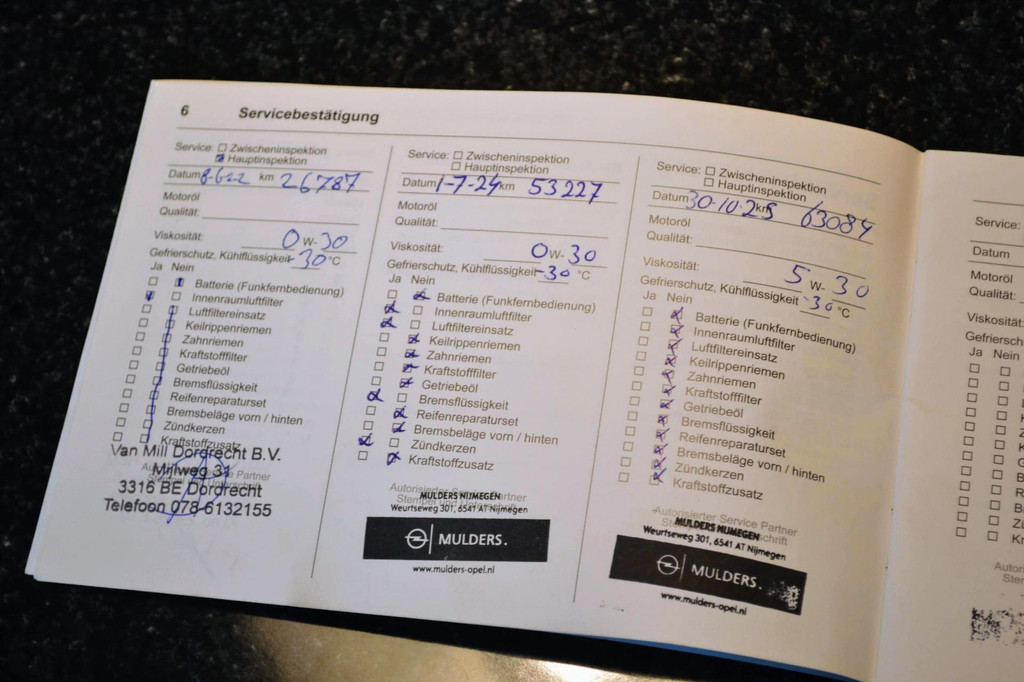 6 Servicebestätigung
Service: Zwischeninspektion
Hauptinspektion
Datum 8-6-22 km 26787
Motoröl
Qualität:
Viskosität: 0 W- 30
Gefrierschutz, Kühlflüssigkeit -30 °C
Ja Nein
Batterie (Funkfernbedienung)
Innenraumluftfilter
Luftfiltereinsatz
Keilrippenriemen
Zahnriemen
Kraftstofffilter
Getriebeöl
Bremsflüssigkeit
Reifenreparaturset
Bremsbeläge vorn / hinten
Zündkerzen
Kraftstoffzusatz
Van Mill Dordrecht B.V.
Mijlweg 31
3316 BE Dordrecht
Telefoon 078-6132155
Service: Zwischeninspektion
Hauptinspektion
Datum 1-7-24 km 53227
Motoröl
Qualität:
Viskosität: 0 W- 30
Gefrierschutz, Kühlflüssigkeit -30 °C
Ja Nein
Batterie (Funkfernbedienung)
Innenraumluftfilter
Luftfiltereinsatz
Keilrippenriemen
Zahnriemen
Kraftstofffilter
Getriebeöl
Bremsflüssigkeit
Reifenreparaturset
Bremsbeläge vorn / hinten
Zündkerzen
Kraftstoffzusatz
MULDERS NIJMEGEN
Weurtseweg 301, 6541 AT Nijmegen
MULDERS.
www.mulders-opel.nl
Service: Zwischeninspektion
Hauptinspektion
Datum 30-10-25 km 63084
Motoröl
Qualität:
Viskosität: 5 W- 30
Gefrierschutz, Kühlflüssigkeit -30 °C
Ja Nein
Batterie (Funkfernbedienung)
Innenraumluftfilter
Luftfiltereinsatz
Keilrippenriemen
Zahnriemen
Kraftstofffilter
Getriebeöl
Bremsflüssigkeit
Reifenreparaturset
Bremsbeläge vorn / hinten
Zündkerzen
Kraftstoffzusatz
Autorisierter Service Partner
MULDERS NIJMEGEN
Weurtseweg 301, 6541 AT Nijmegen
MULDERS.
www.mulders-opel.nl
Service:
Datum
Motoröl
Qualität:
Viskosität:
Ja Nein